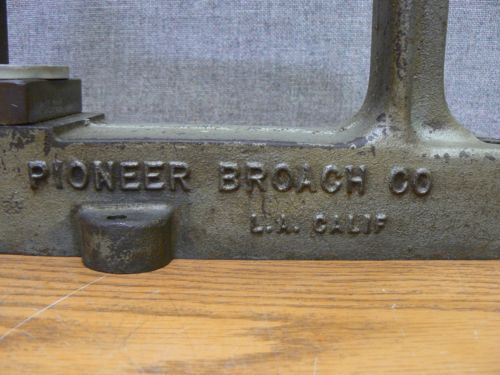 PIONEER BROACH CO
L.A. CALIF